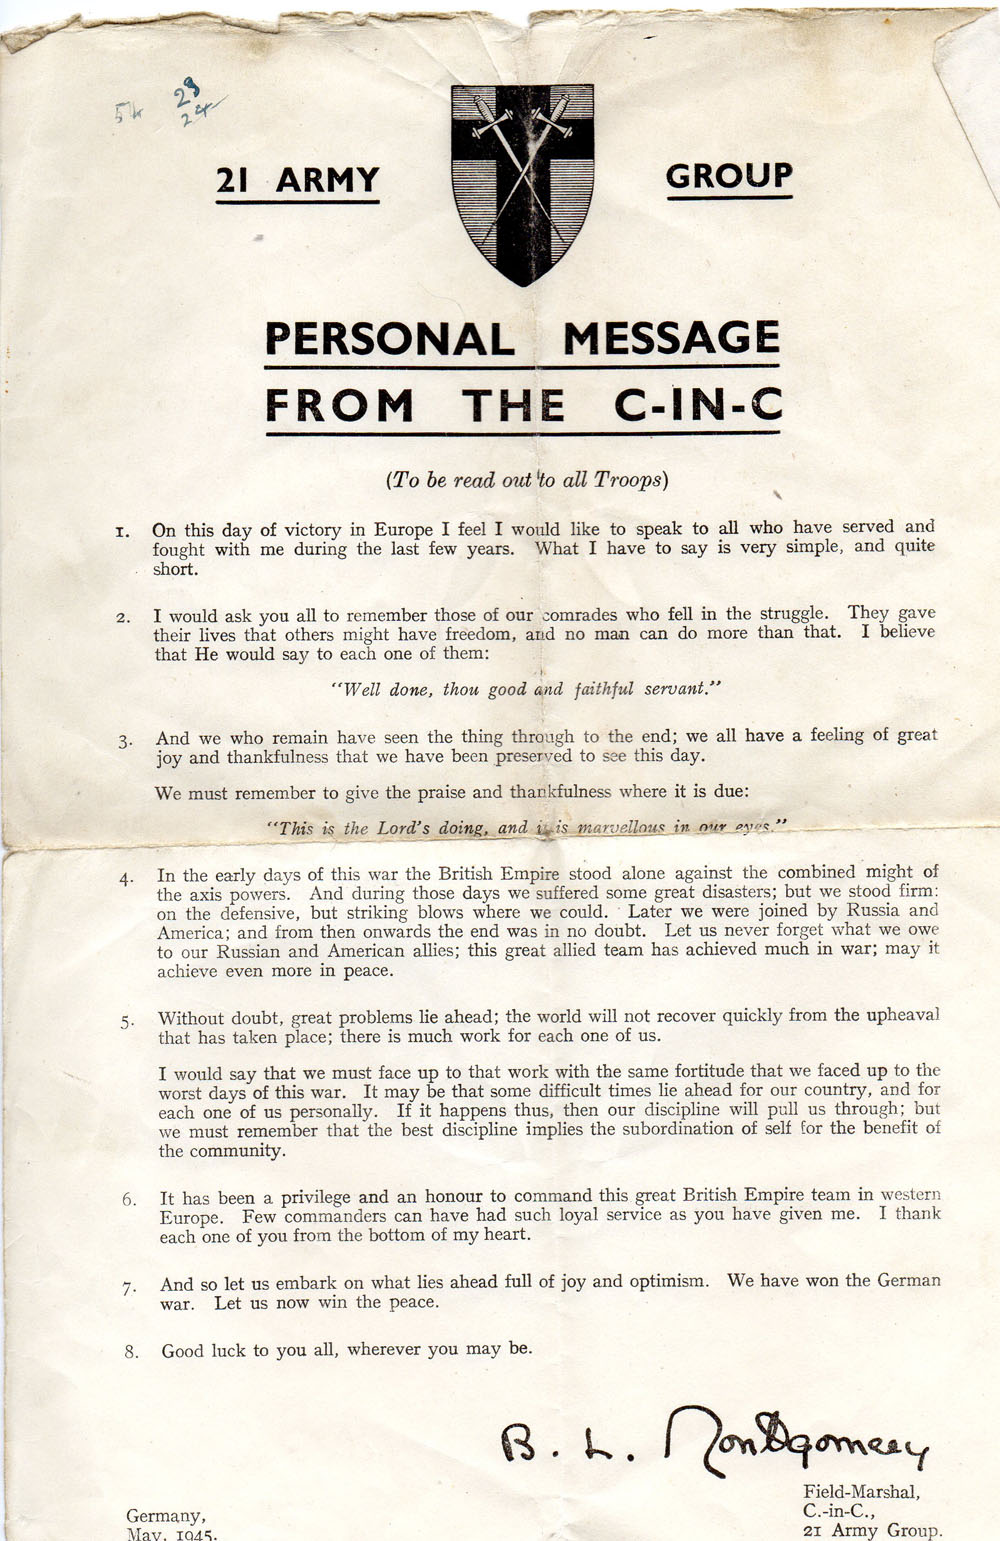 54 28
24
21 ARMY GROUP
PERSONAL MESSAGE
FROM THE C-IN-C
(To be read out to all Troops)
1. On this day of victory in Europe I feel I would like to speak to all who have served and
fought with me during the last few years. What I have to say is very simple, and quite
short.
2. I would ask you all to remember those of our comrades who fell in the struggle. They gave
their lives that others might have freedom, and no man can do more than that. I believe
that He would say to each one of them:
“Well done, thou good and faithful servant.”
3. And we who remain have seen the thing through to the end; we all have a feeling of great
joy and thankfulness that we have been preserved to see this day.
We must remember to give the praise and thankfulness where it is due:
“This is the Lord's doing, and it is marvellous in our eyes.”
4. In the early days of this war the British Empire stood alone against the combined might of
the axis powers. And during those days we suffered some great disasters; but we stood firm:
on the defensive, but striking blows where we could. Later we were joined by Russia and
America; and from then onwards the end was in no doubt. Let us never forget what we owe
to our Russian and American allies; this great allied team has achieved much in war; may it
achieve even more in peace.
5. Without doubt, great problems lie ahead; the world will not recover quickly from the upheaval
that has taken place; there is much work for each one of us.
I would say that we must face up to that work with the same fortitude that we faced up to the
worst days of this war. It may be that some difficult times lie ahead for our country, and for
each one of us personally. If it happens thus, then our discipline will pull us through; but
we must remember that the best discipline implies the subordination of self for the benefit of
the community.
6. It has been a privilege and an honour to command this great British Empire team in western
Europe. Few commanders can have had such loyal service as you have given me. I thank
each one of you from the bottom of my heart.
7. And so let us embark on what lies ahead full of joy and optimism. We have won the German
war. Let us now win the peace.
8. Good luck to you all, wherever you may be.
B. L. Montgomery
Field-Marshal,
C.-in-C.,
21 Army Group.
Germany,
May, 1945.